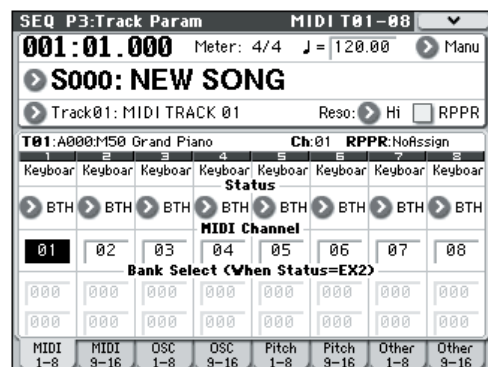 SEQ P3:Track Param MIDI T01-08
001:01.000 Meter: 4/4 ♩= 120.00 Manu
S000: NEW SONG
Track01: MIDI TRACK 01 Reso: Hi RPPR
T01:A000:M50 Grand Piano Ch:01 RPPR:NoAssign
1 2 3 4 5 6 7 8
Keyboar Keyboar Keyboar Keyboar Keyboar Keyboar Keyboar Keyboar
Status
BTH BTH BTH BTH BTH BTH BTH BTH
MIDI Channel
01 02 03 04 05 06 07 08
Bank Select (When Status=EX2)
000 000 000 000 000 000 000 000
000 000 000 000 000 000 000 000
MIDI MIDI OSC OSC Pitch Pitch Other Other
1-8 9-16 1-8 9-16 1-8 9-16 1-8 9-16